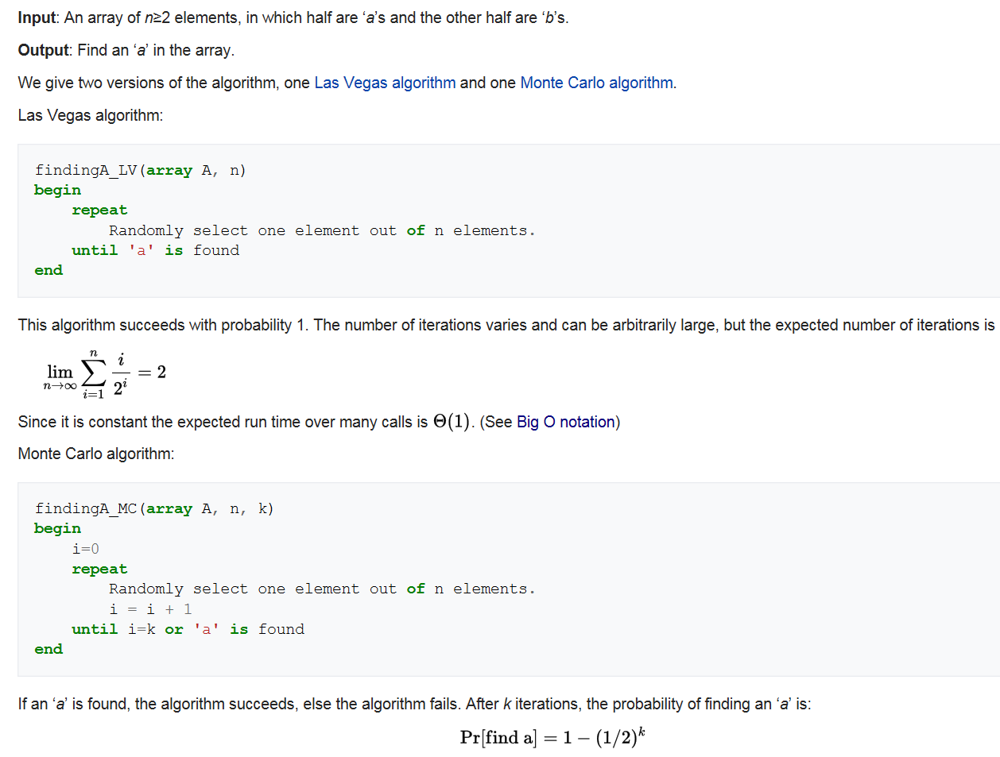 Input: An array of n≥2 elements, in which half are ‘a’s and the other half are ‘b’s.
Output: Find an ‘a’ in the array.
We give two versions of the algorithm, one Las Vegas algorithm and one Monte Carlo algorithm.
Las Vegas algorithm:
findingA_LV(array A, n)
begin
    repeat
        Randomly select one element out of n elements.
    until 'a' is found
end
This algorithm succeeds with probability 1. The number of iterations varies and can be arbitrarily large, but the expected number of iterations is
lim_{n→∞} ∑_{i=1}^{n} i/2^i = 2
Since it is constant the expected run time over many calls is Θ(1). (See Big O notation)
Monte Carlo algorithm:
findingA_MC(array A, n, k)
begin
    i=0
    repeat
        Randomly select one element out of n elements.
        i = i + 1
    until i=k or 'a' is found
end
If an ‘a’ is found, the algorithm succeeds, else the algorithm fails. After k iterations, the probability of finding an ‘a’ is:
Pr[find a] = 1 − (1/2)^k